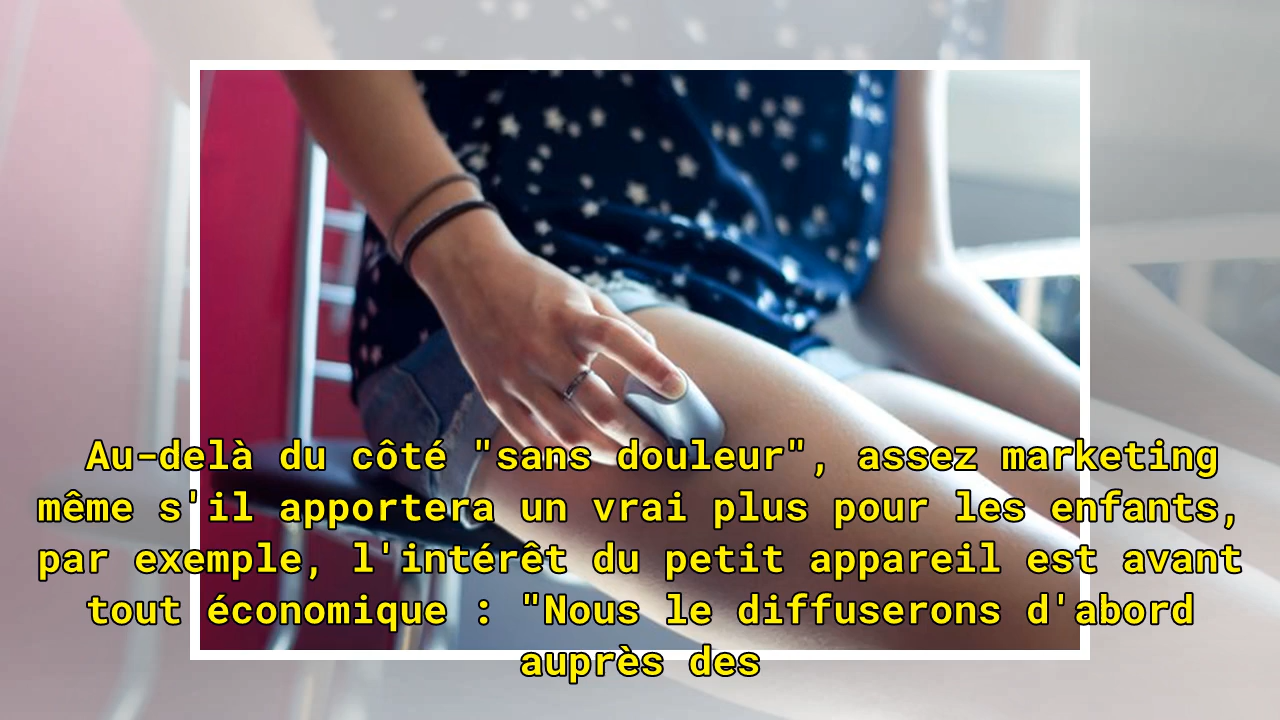 Au-delà du côté "sans douleur", assez marketing
même s'il apportera un vrai plus pour les enfants,
par exemple, l'intérêt du petit appareil est avant
tout économique : "Nous le diffuserons d'abord
auprès des